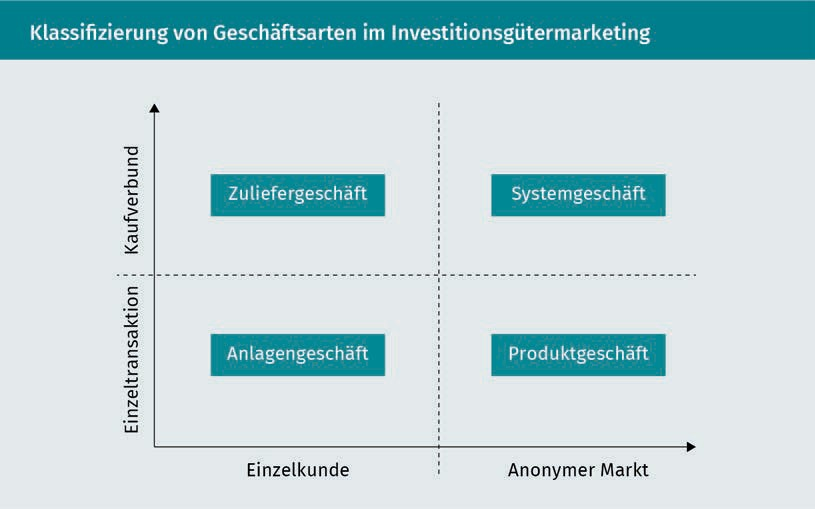 Klassifizierung von Geschäftsarten im Investitionsgütermarketing
Kaufverbund
Zuliefergeschäft
Systemgeschäft
Einzeltransaktion
Anlagengeschäft
Produktgeschäft
Einzelkunde
Anonymer Markt